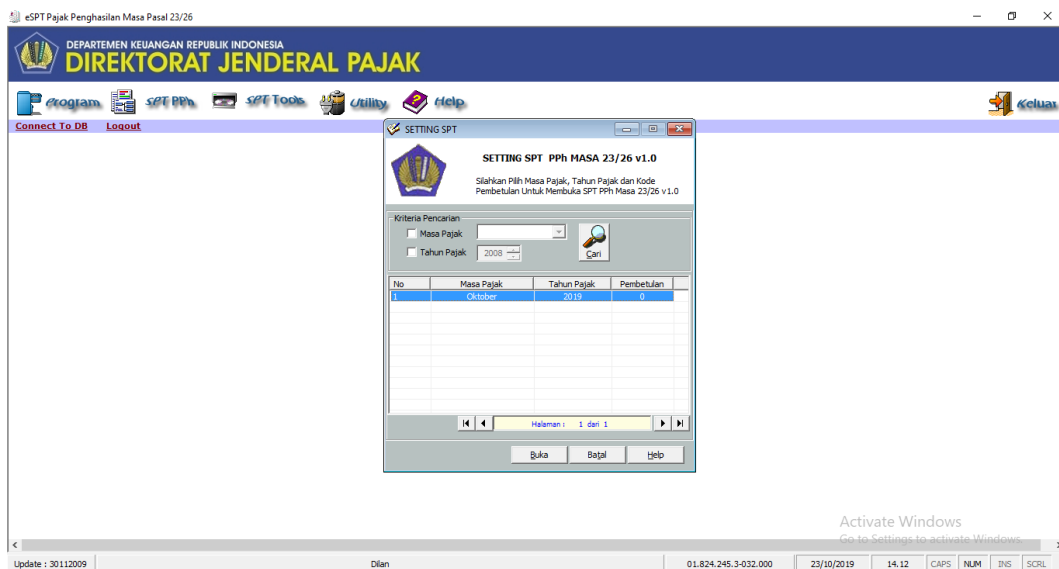 eSPT Pajak Penghasilan Masa Pasal 23/26
DEPARTEMEN KEUANGAN REPUBLIK INDONESIA
DIREKTORAT JENDERAL PAJAK
Program SPT PPh SPT Tools Utility Help Keluar
Connect To DB Logout
SETTING SPT
SETTING SPT PPh MASA 23/26 v1.0
Silahkan Pilih Masa Pajak, Tahun Pajak dan Kode
Pembetulan Untuk Membuka SPT PPh Masa 23/26 v1.0
Kriteria Pencarian
Masa Pajak
Tahun Pajak 2008
Cari
No Masa Pajak Tahun Pajak Pembetulan
1 Oktober 2019 0
Halaman : 1 dari 1
Buka Batal Help
Activate Windows
Go to Settings to activate Windows.
Update : 30112009 Dilan 01.824.245.3-032.000 23/10/2019 14.12 CAPS NUM INS SCRL